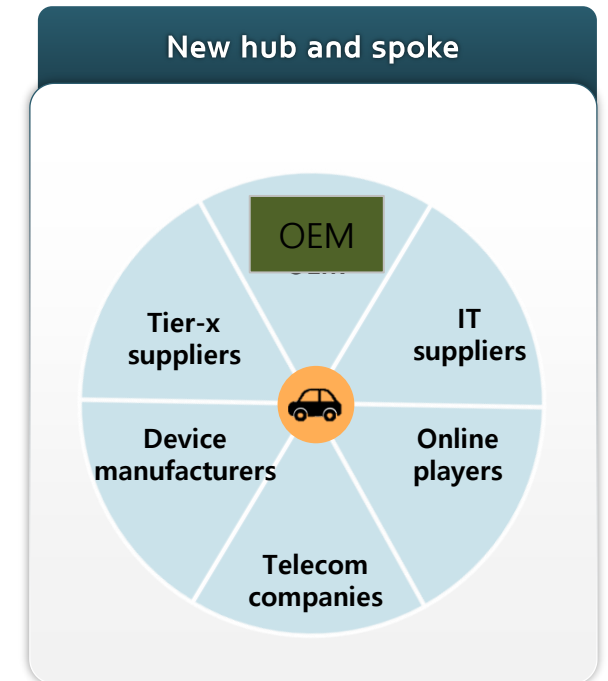 New hub and spoke
OEM
Tier-x
suppliers
IT
suppliers
Device
manufacturers
Online
players
Telecom
companies